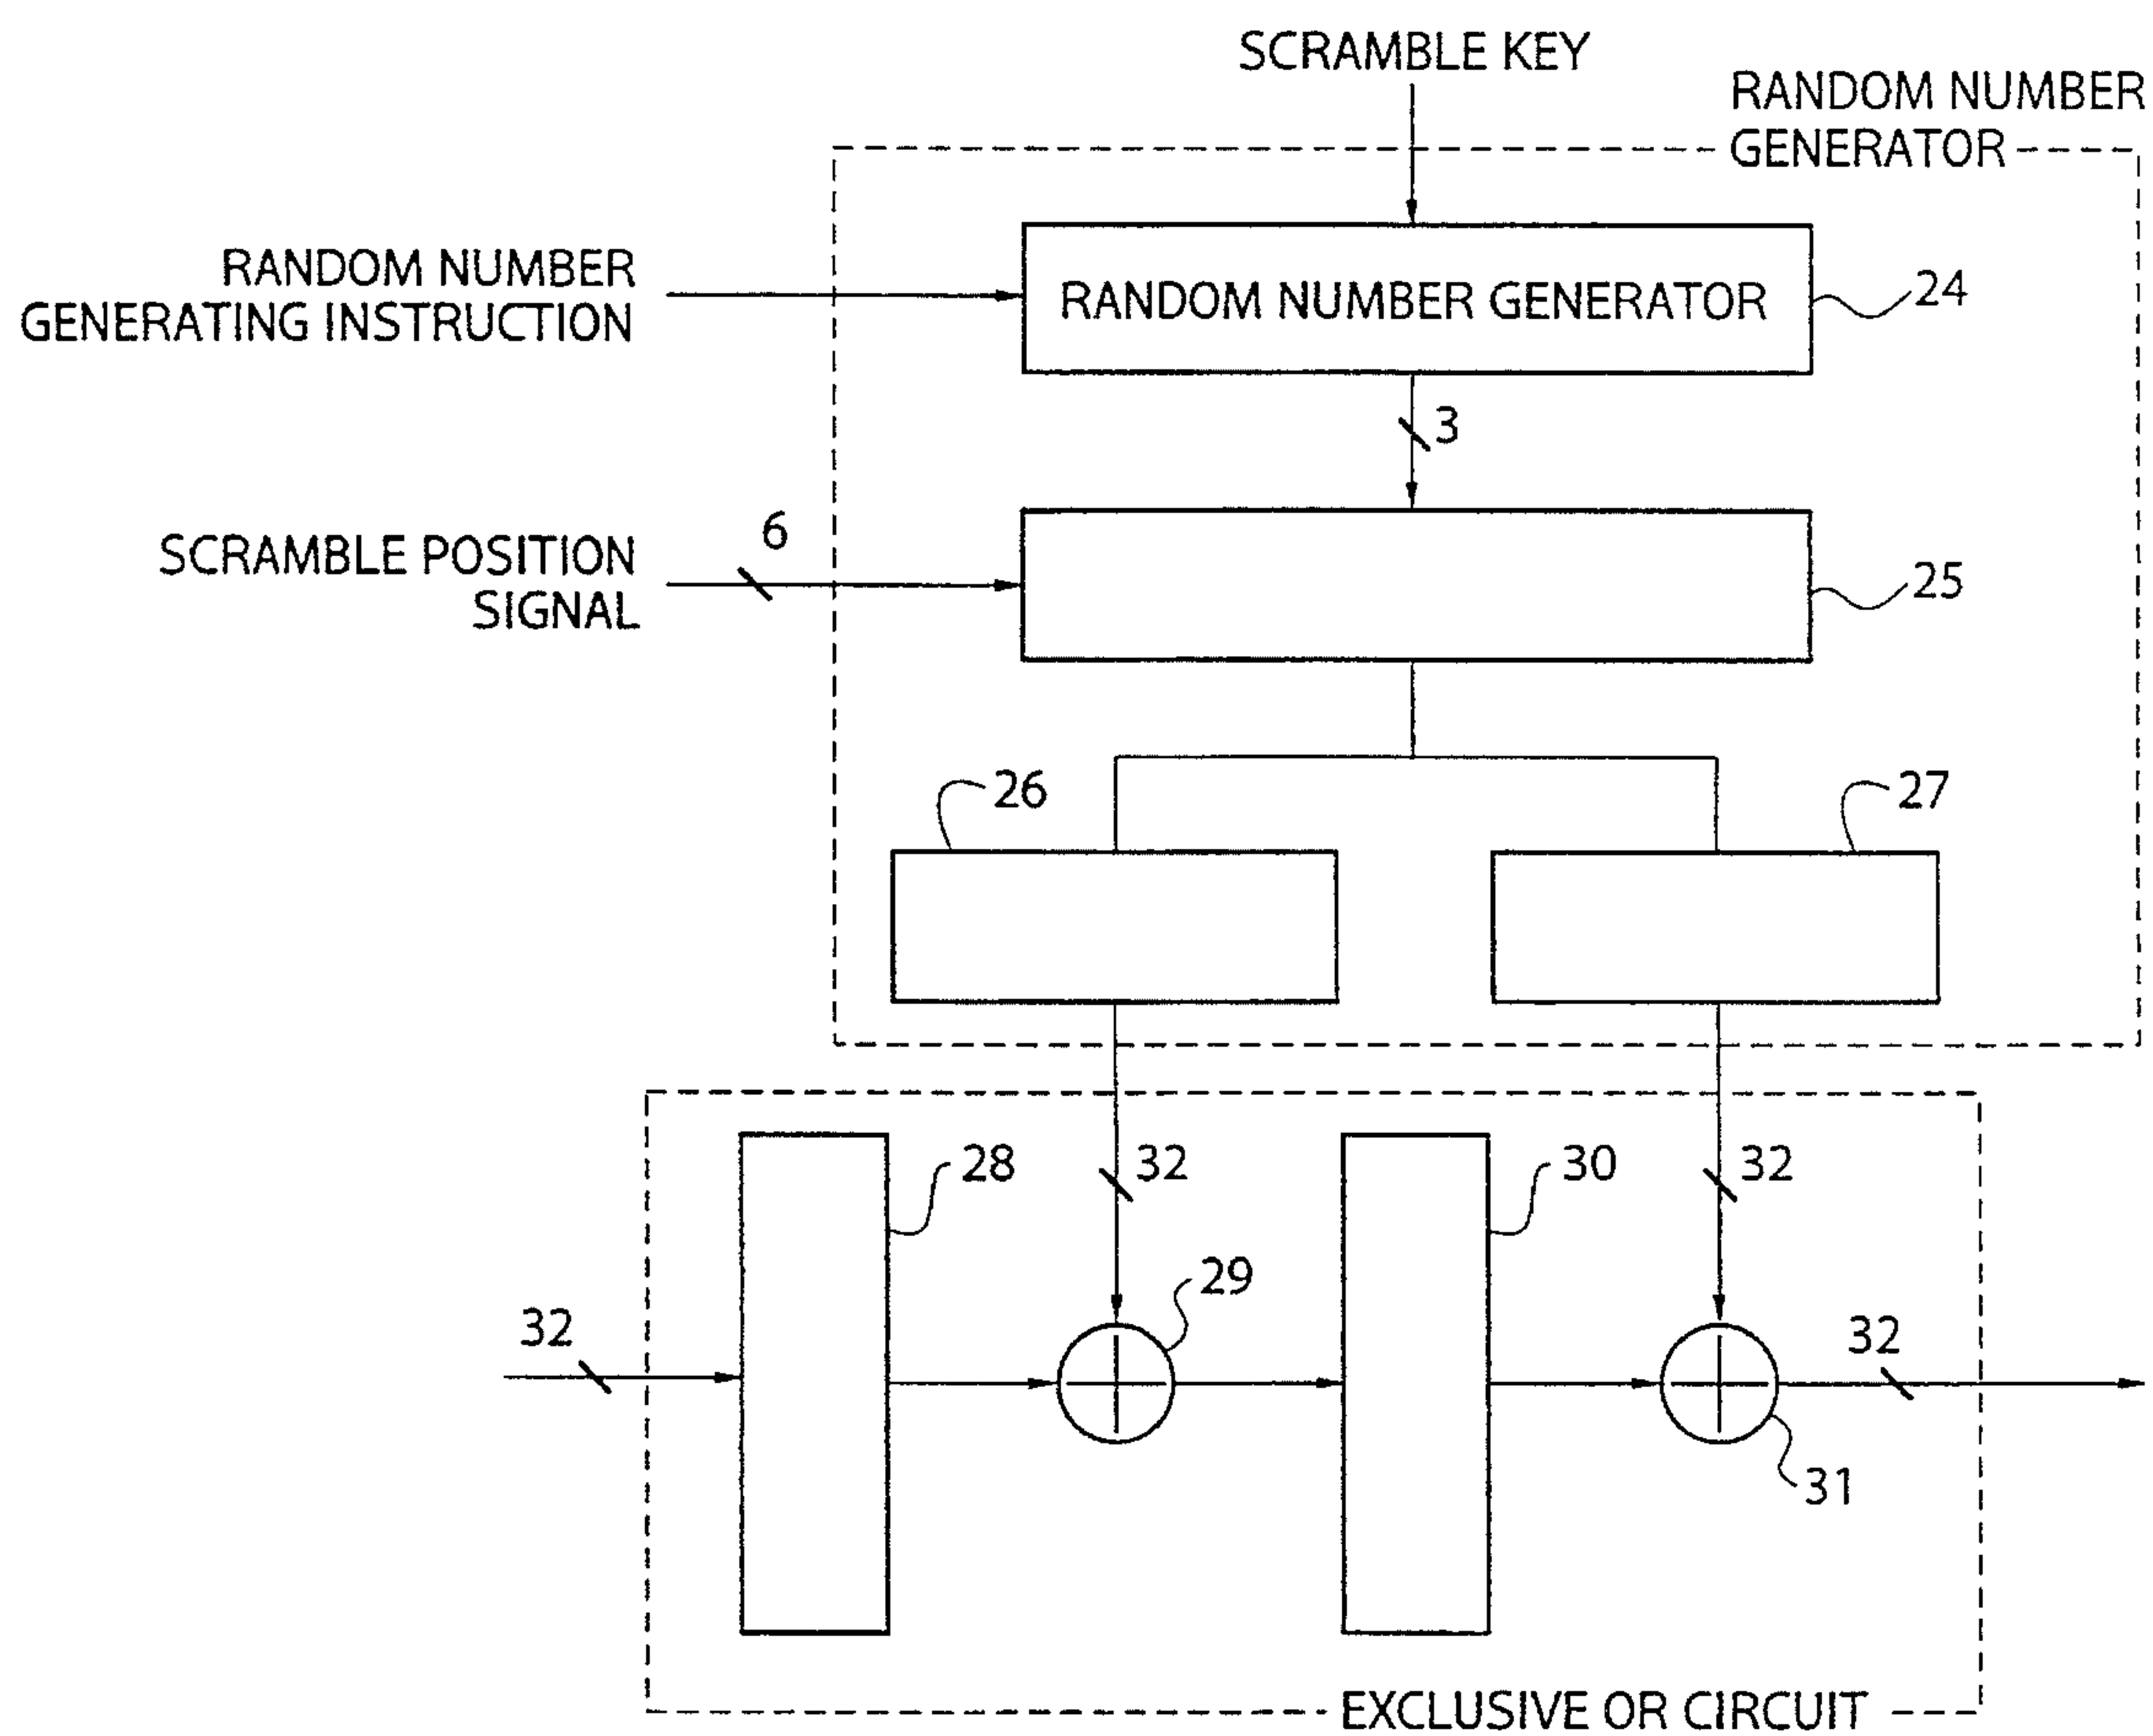 SCRAMBLE KEY
RANDOM NUMBER
GENERATOR
RANDOM NUMBER
GENERATING INSTRUCTION
RANDOM NUMBER GENERATOR
24
3
SCRAMBLE POSITION
SIGNAL
6
25
26
27
28
32
30
32
29
32
32
31
EXCLUSIVE OR CIRCUIT